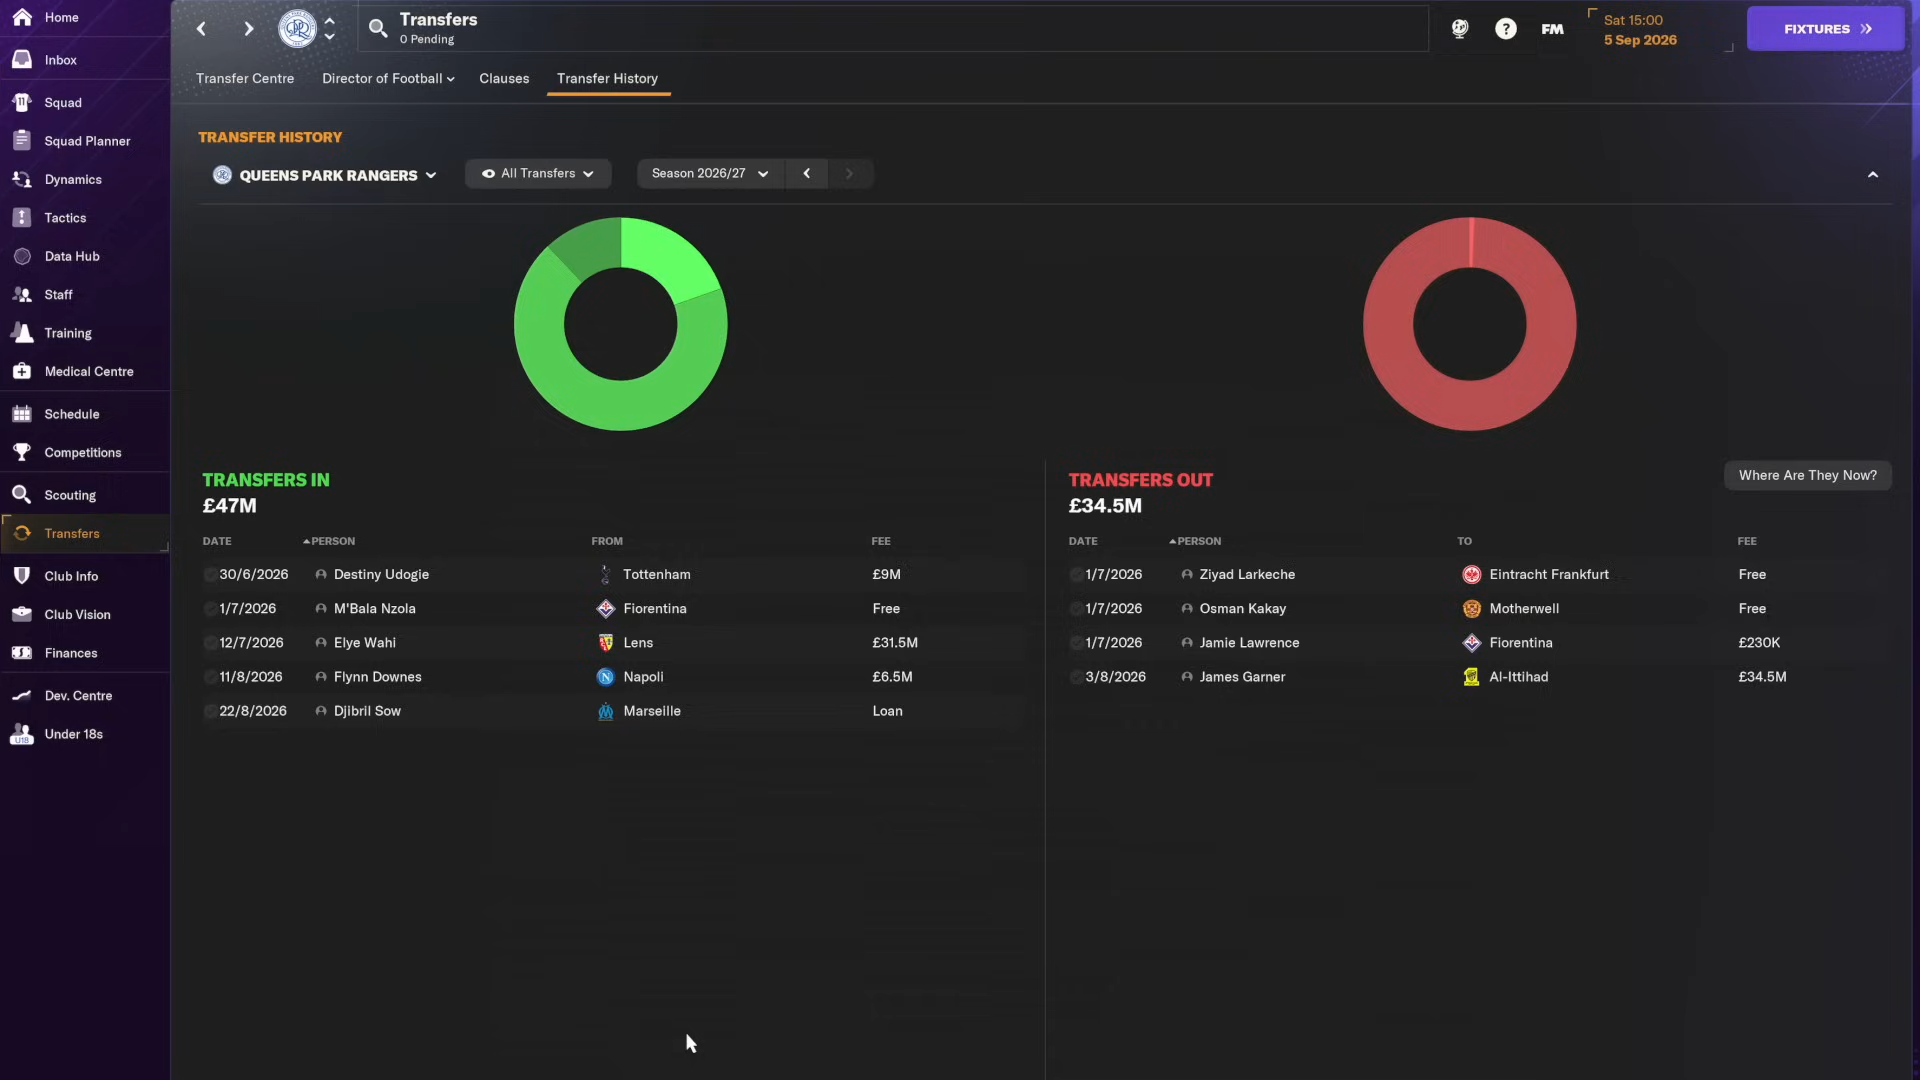 Home
Inbox
Squad
Squad Planner
Dynamics
Tactics
Data Hub
Staff
Training
Medical Centre
Schedule
Competitions
Scouting
Transfers
Club Info
Club Vision
Finances
Dev. Centre
U18
Under 18s
Transfers
0 Pending
?
FM
Sat 15:00
5 Sep 2026
FIXTURES
Transfer Centre
Director of Football
Clauses
Transfer History
TRANSFER HISTORY
QUEENS PARK RANGERS
All Transfers
Season 2026/27
TRANSFERS IN
£47M
DATE PERSON FROM FEE
30/6/2026 Destiny Udogie Tottenham £9M
1/7/2026 M'Bala Nzola Fiorentina Free
12/7/2026 Elye Wahi Lens £31.5M
11/8/2026 Flynn Downes Napoli £6.5M
22/8/2026 Djibril Sow Marseille Loan
TRANSFERS OUT
£34.5M
Where Are They Now?
DATE PERSON TO FEE
1/7/2026 Ziyad Larkeche Eintracht Frankfurt Free
1/7/2026 Osman Kakay Motherwell Free
1/7/2026 Jamie Lawrence Fiorentina £230K
3/8/2026 James Garner Al-Ittihad £34.5M